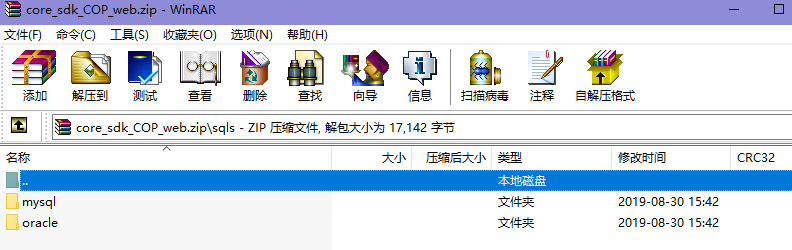 core_sdk_COP_web.zip - WinRAR
文件(F) 命令(C) 工具(S) 收藏夹(O) 选项(N) 帮助(H)
添加 解压到 测试 查看 删除 查找 向导 信息 扫描病毒 注释 自解压格式
core_sdk_COP_web.zip\sqls - ZIP 压缩文件, 解包大小为 17,142 字节
名称 大小 压缩后大小 类型 修改时间 CRC32
.. 本地磁盘
mysql 文件夹 2019-08-30 15:42
oracle 文件夹 2019-08-30 15:42